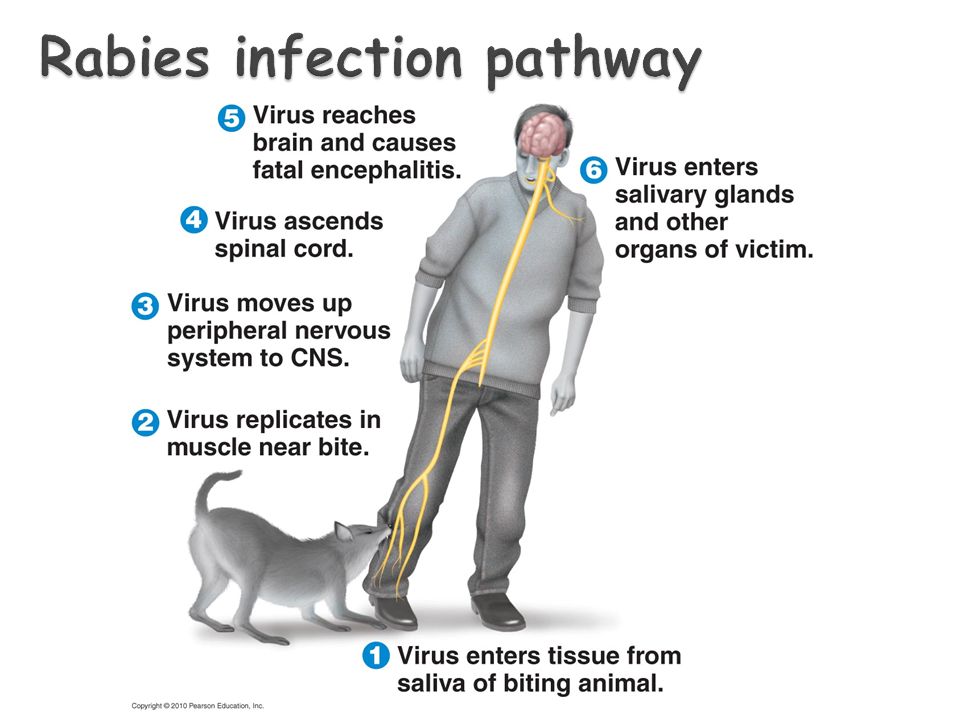 Rabies infection pathway
5 Virus reaches
brain and causes
fatal encephalitis.
6 Virus enters
salivary glands
and other
organs of victim.
4 Virus ascends
spinal cord.
3 Virus moves up
peripheral nervous
system to CNS.
2 Virus replicates in
muscle near bite.
1 Virus enters tissue from
saliva of biting animal.
Copyright © 2010 Pearson Education, Inc.